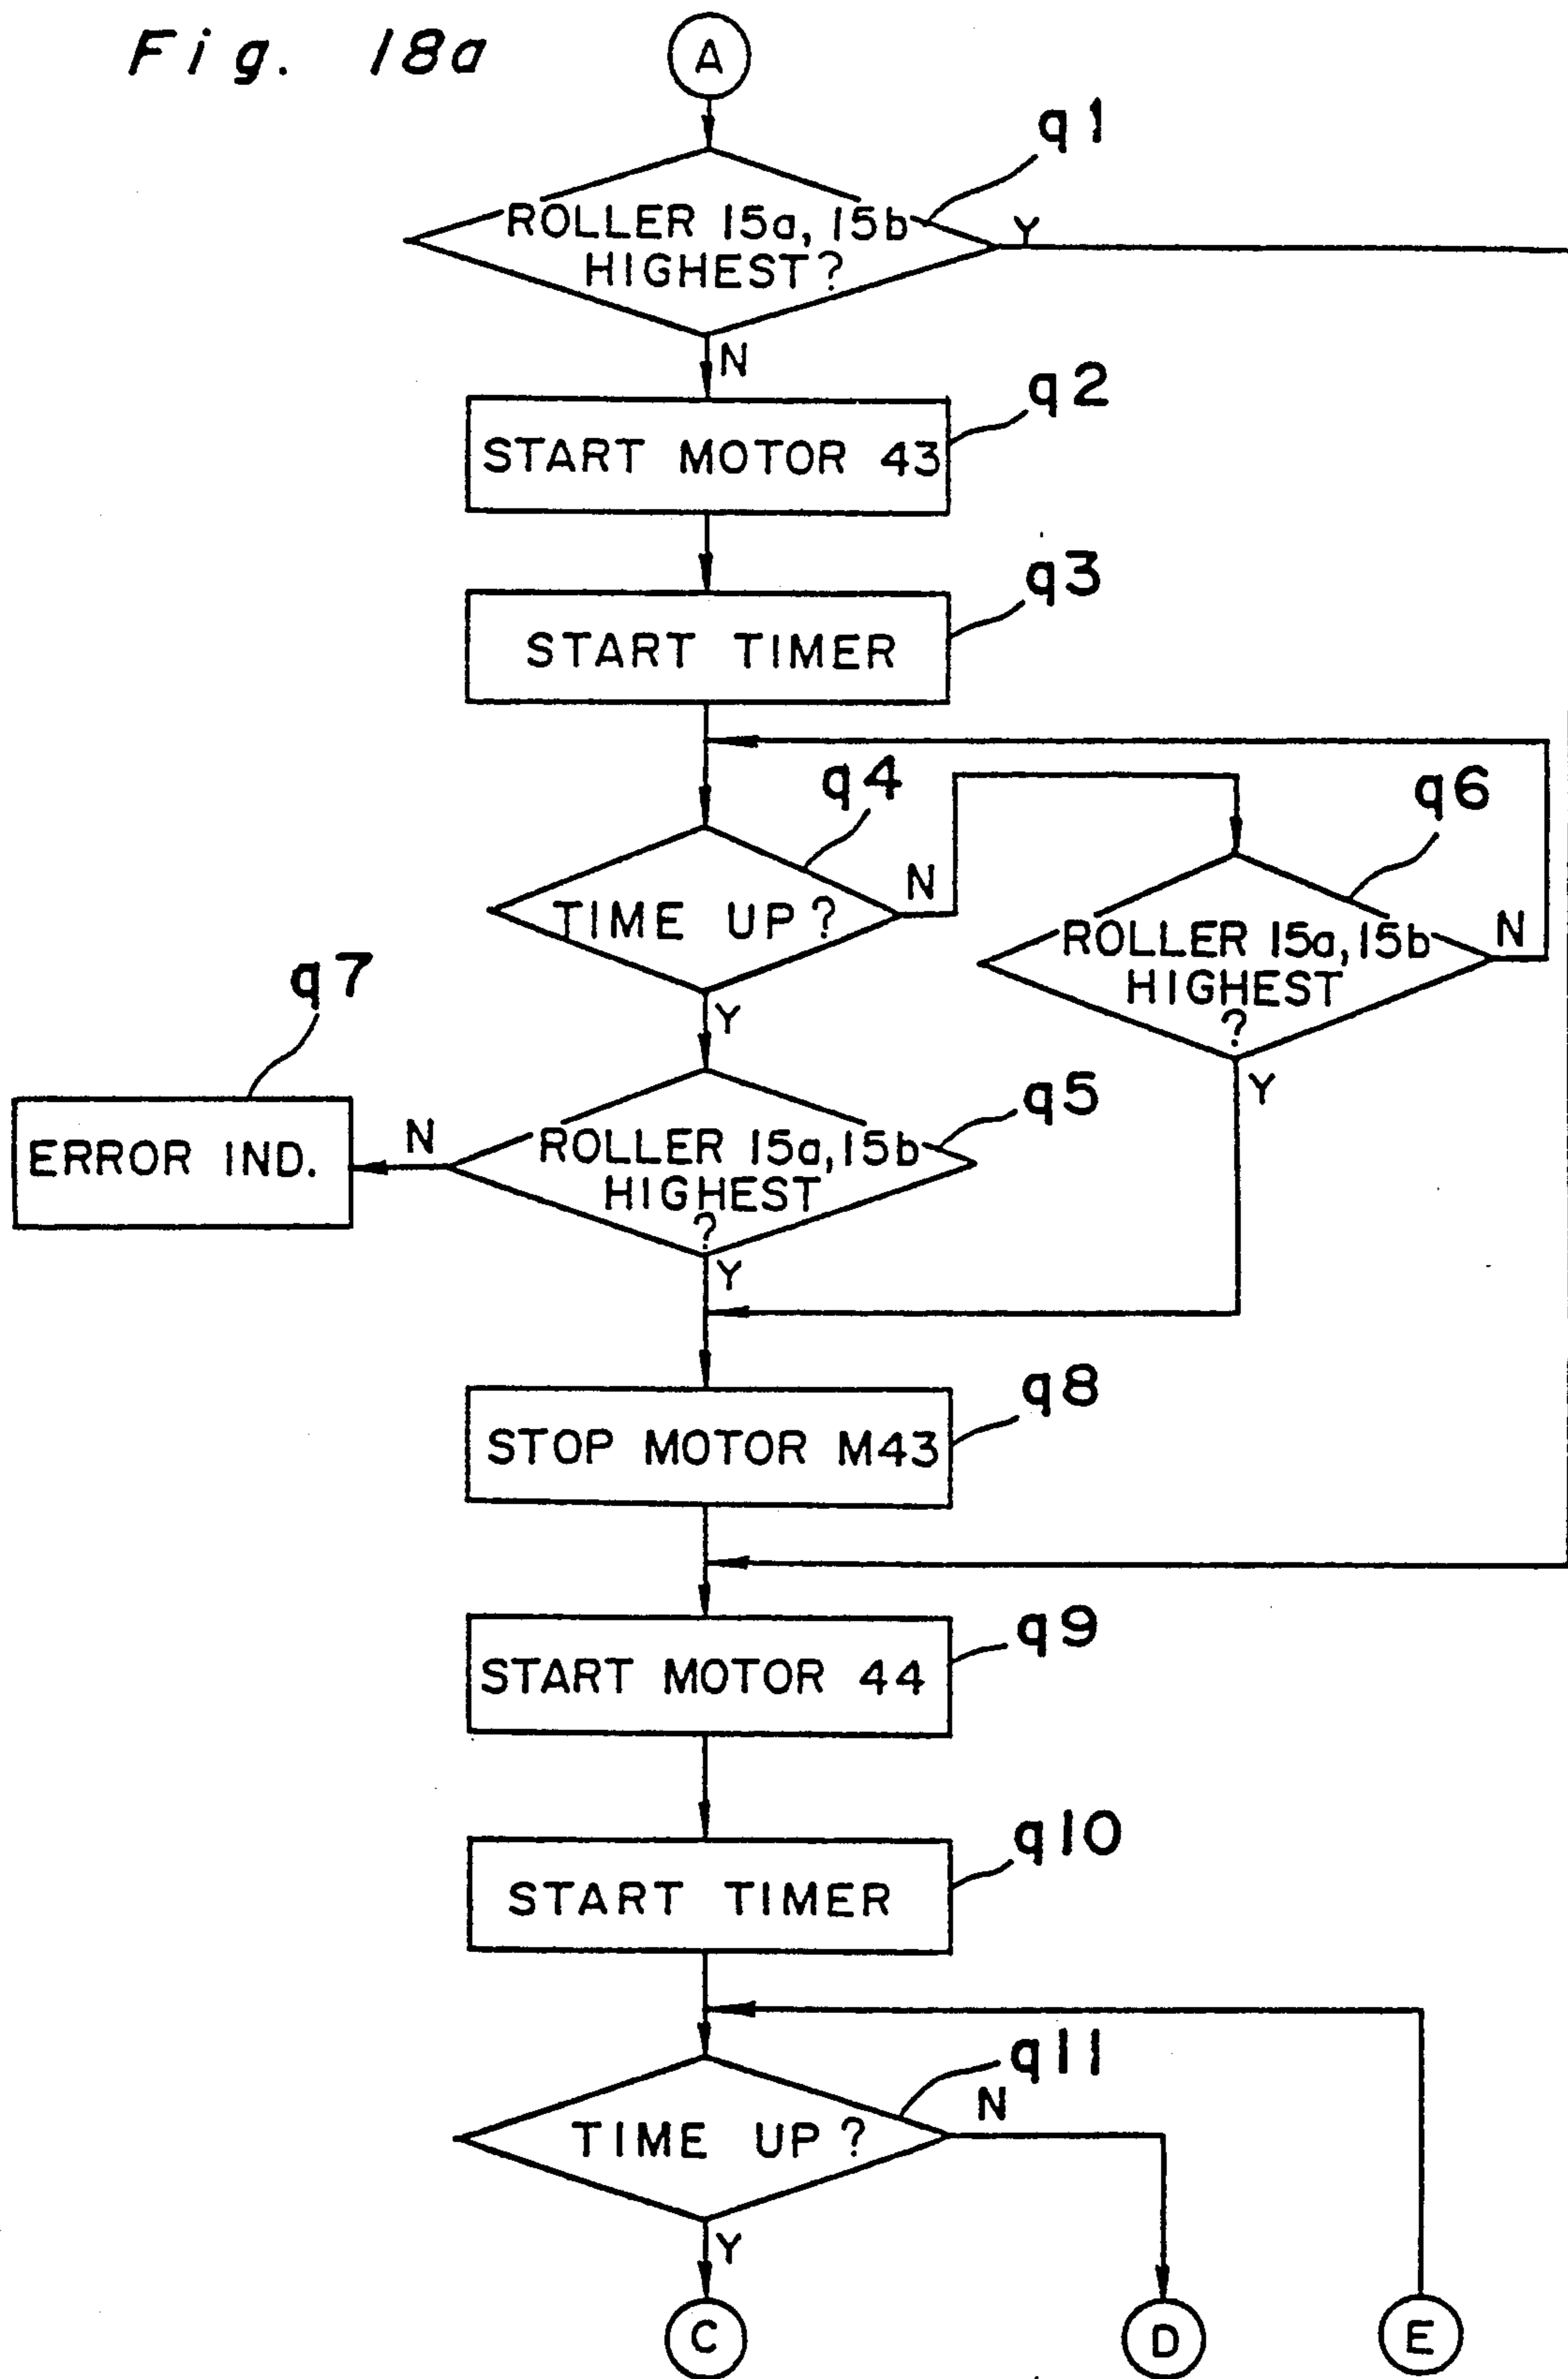 Fig. 18a
A
q1
ROLLER 15a, 15b
HIGHEST?
Y
N
q2
START MOTOR 43
q3
START TIMER
q4
TIME UP?
N
Y
q6
ROLLER 15a, 15b
HIGHEST
?
N
Y
q7
ERROR IND.
N
q5
ROLLER 15a, 15b
HIGHEST
?
Y
q8
STOP MOTOR M43
q9
START MOTOR 44
q10
START TIMER
q11
TIME UP?
N
Y
C
D
E